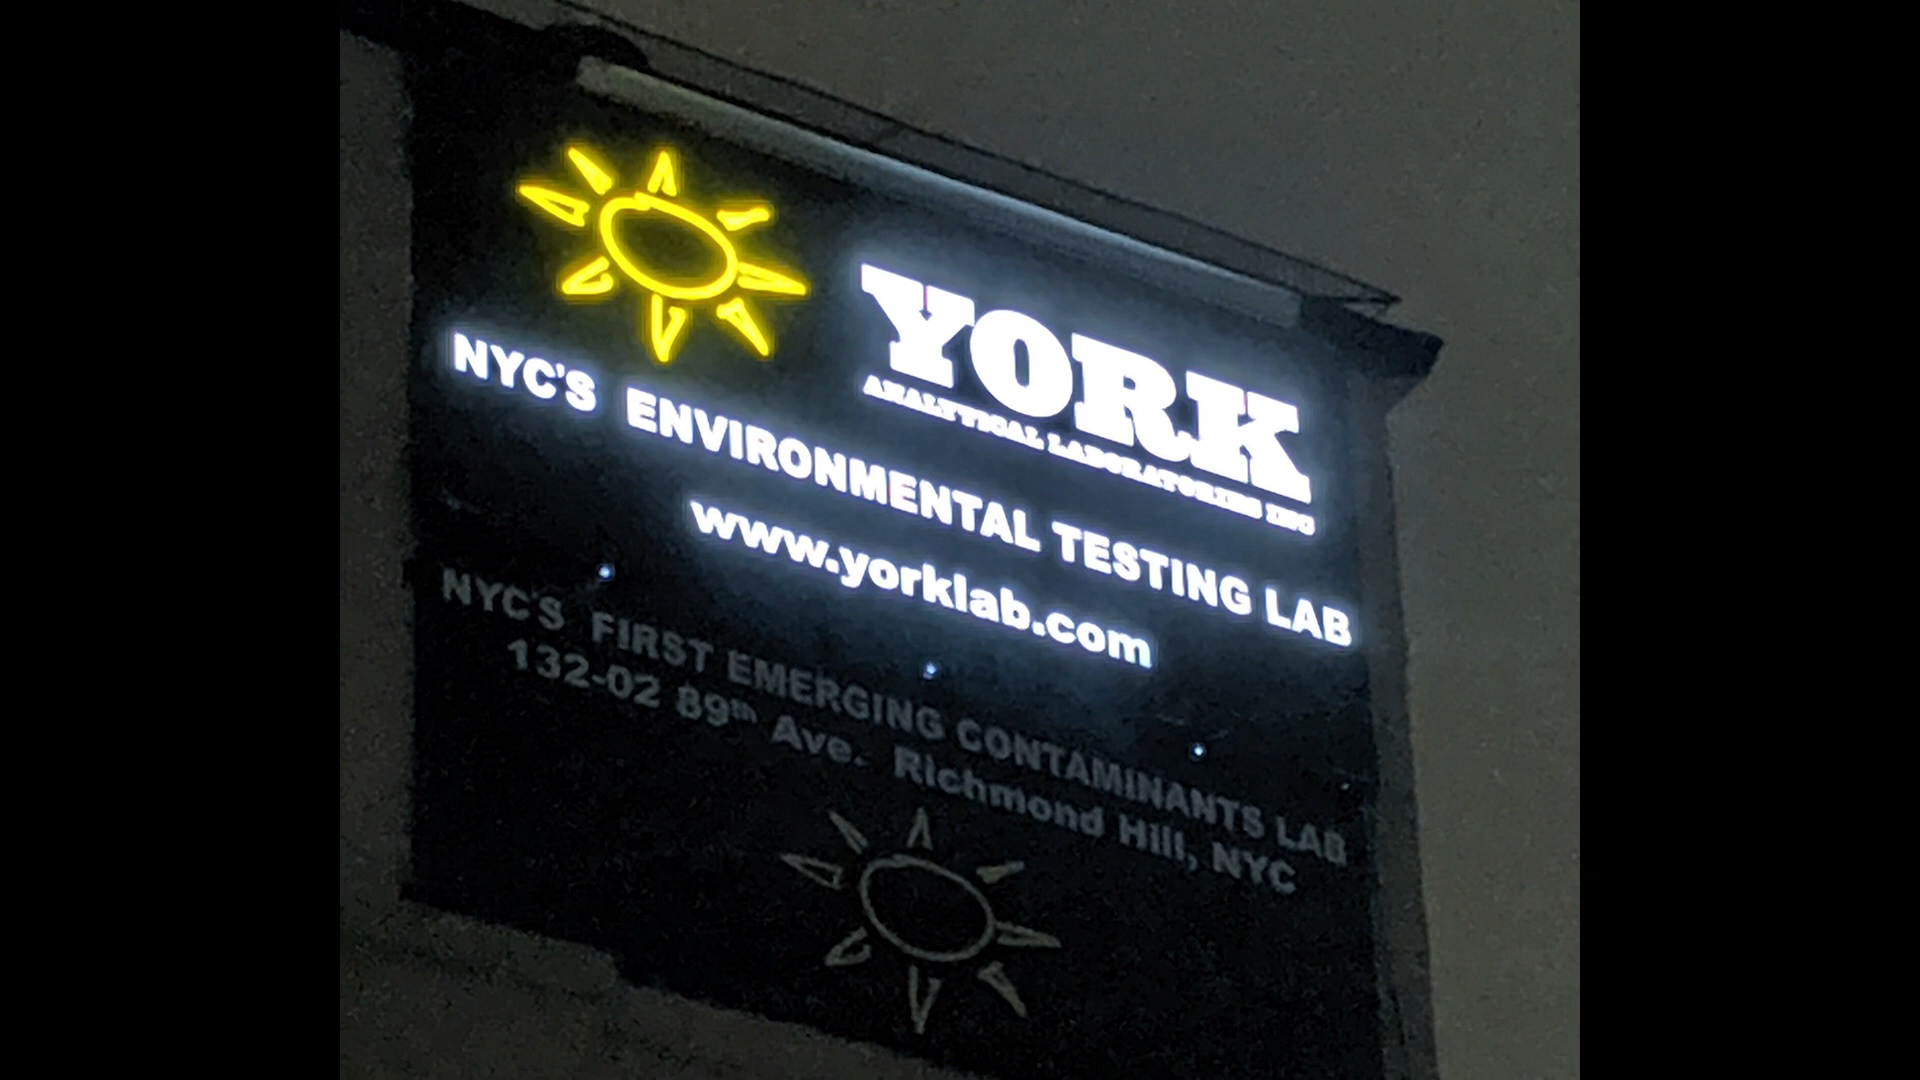 YORK
ANALYTICAL LABORATORIES INC
NYC'S ENVIRONMENTAL TESTING LAB
www.yorklab.com
NYC'S FIRST EMERGING CONTAMINANTS LAB
132-02 89th Ave. Richmond Hill, NYC